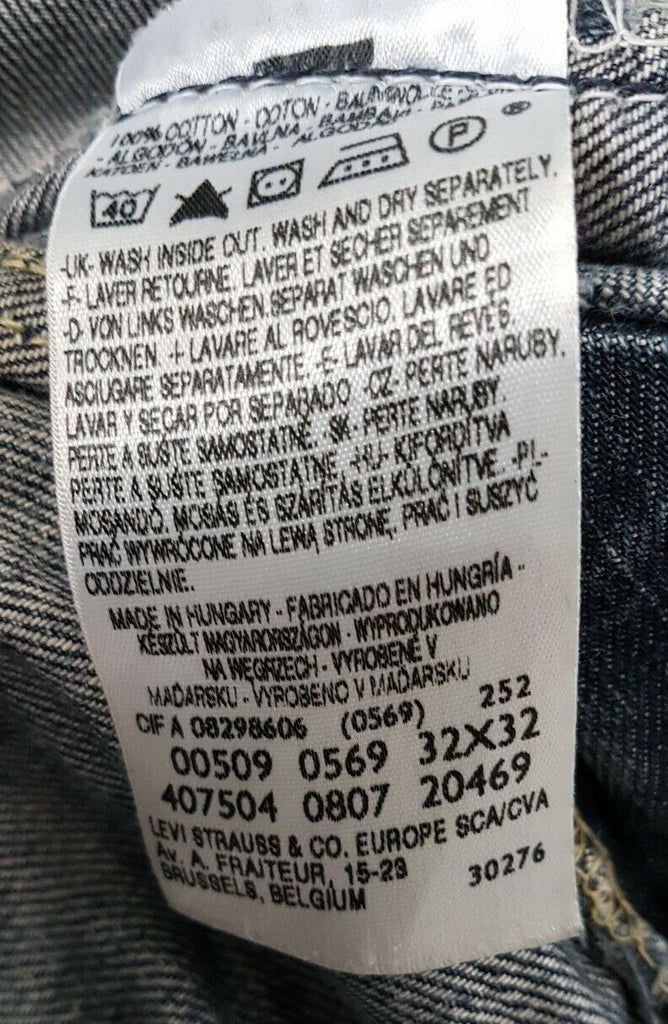 100% COTTON - COTON - BAUMWOLLE
- ALGODÓN - BAVLNA - BAMBAJ
BAWEŁNA - ALGODÃO
40 P ®
-UK- WASH INSIDE OUT. WASH AND DRY SEPARATELY.
-F- LAVER RETOURNE. LAVER ET SECHER SEPAREMENT
-D- VON LINKS WASCHEN. SEPARAT WASCHEN UND
TROCKNEN. -I- LAVARE AL ROVESCIO. LAVARE ED
ASCIUGARE SEPARATAMENTE. -E- LAVAR DEL REVES.
LAVAR Y SECAR POR SEPARADO -CZ- PERTE NARUBY.
PERTE A SUŠTE SAMOSTATNĚ. -SK- PERTE NARUBY.
PERTE A SUŠTE SAMOSTATNE. -HU- KIFORDÍTVA
MOSANDÓ. MOSÁS ÉS SZÁRÍTÁS ELKÜLÖNÍTVE. -PL-
PRAĆ WYWRÓCONE NA LEWĄ STRONĘ, PRAĆ I SUSZYĆ
ODDZIELNIE.
MADE IN HUNGARY - FABRICADO EN HUNGRÍA -
KÉSZÜLT MAGYARORSZÁGON - WYPRODUKOWANO
NA WĘGRZECH - VYROBENÉ V
MAĎARSKU - VYROBENO V MAĎARSKU
CIF A 08298606 (0569) 252
00509 0569 32X32
407504 0807 20469
LEVI STRAUSS & CO. EUROPE SCA/CVA
Av. A. FRAITEUR, 15-23 30276
BRUSSELS, BELGIUM